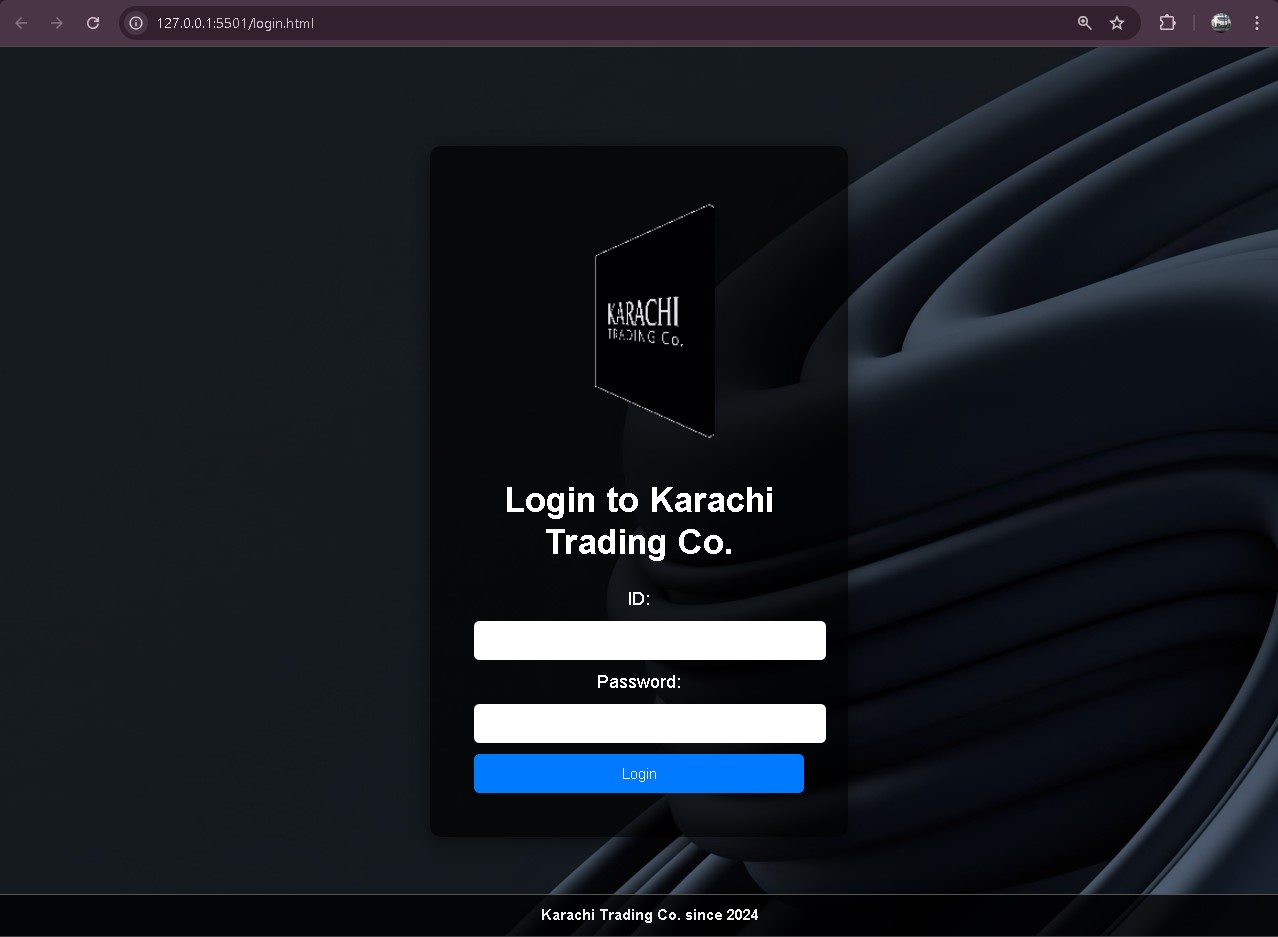 127.0.0.1:5501/login.html
KARACHI
TRADING Co.
Login to Karachi
Trading Co.
ID:
Password:
Login
Karachi Trading Co. since 2024